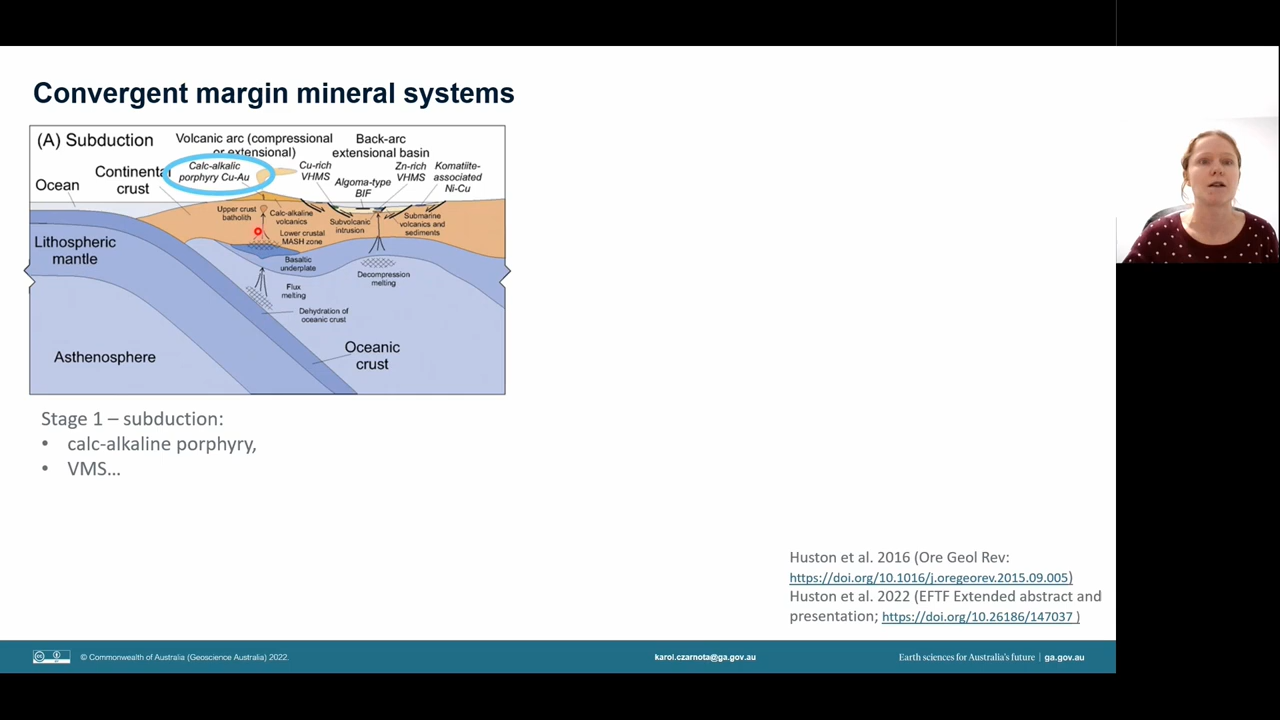 Convergent margin mineral systems
(A) Subduction
Volcanic arc (compressional
or extensional)
Back-arc
extensional basin
Continental
crust
Ocean
Calc-alkalic
porphyry Cu-Au
Cu-rich
VHMS
Algoma-type
BIF
Zn-rich
VHMS
Komatiite-
associated
Ni-Cu
Upper crust
batholith
Calc-alkaline
volcanics
Subvolcanic
intrusion
Submarine
volcanics and
sediments
Lower crustal
MASH zone
Lithospheric
mantle
Basaltic
underplate
Decompression
melting
Flux
melting
Dehydration of
oceanic crust
Asthenosphere
Oceanic
crust
Stage 1 – subduction:
• calc-alkaline porphyry,
• VMS…
Huston et al. 2016 (Ore Geol Rev:
https://doi.org/10.1016/j.oregeorev.2015.09.005)
Huston et al. 2022 (EFTF Extended abstract and
presentation; https://doi.org/10.26186/147037 )
© Commonwealth of Australia (Geoscience Australia) 2022.
karol.czarnota@ga.gov.au
Earth sciences for Australia's future | ga.gov.au